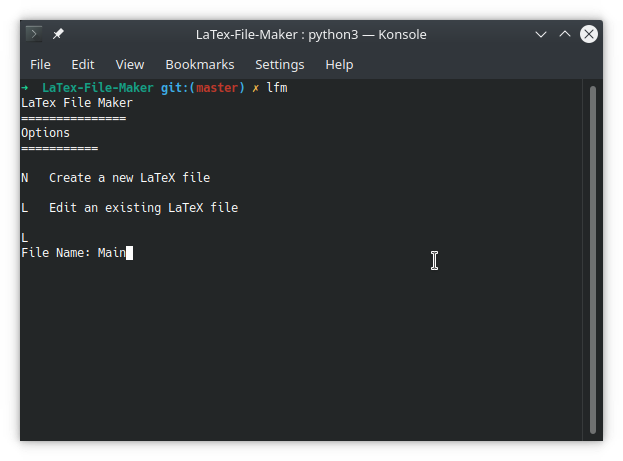 LaTex-File-Maker : python3 — Konsole
File Edit View Bookmarks Settings Help
➜ LaTex-File-Maker git:(master) ✗ lfm
LaTex File Maker
===============
Options
===========
N Create a new LaTeX file
L Edit an existing LaTeX file
L
File Name: Main